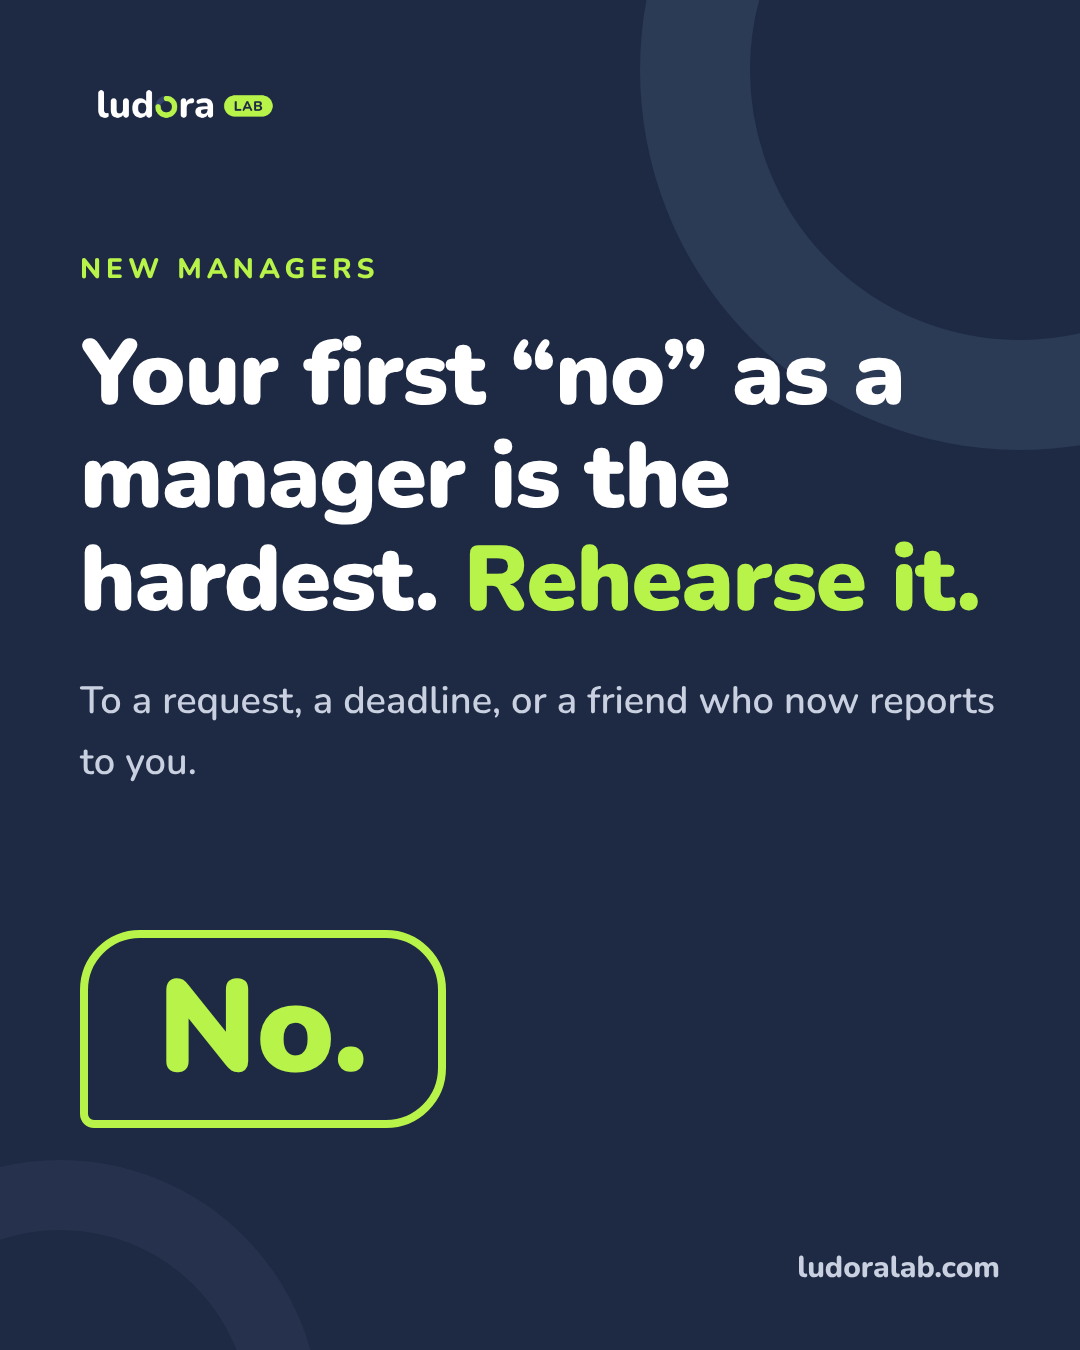 ludora LAB
NEW MANAGERS
Your first “no” as a
manager is the
hardest. Rehearse it.
To a request, a deadline, or a friend who now reports
to you.
No.
ludoralab.com